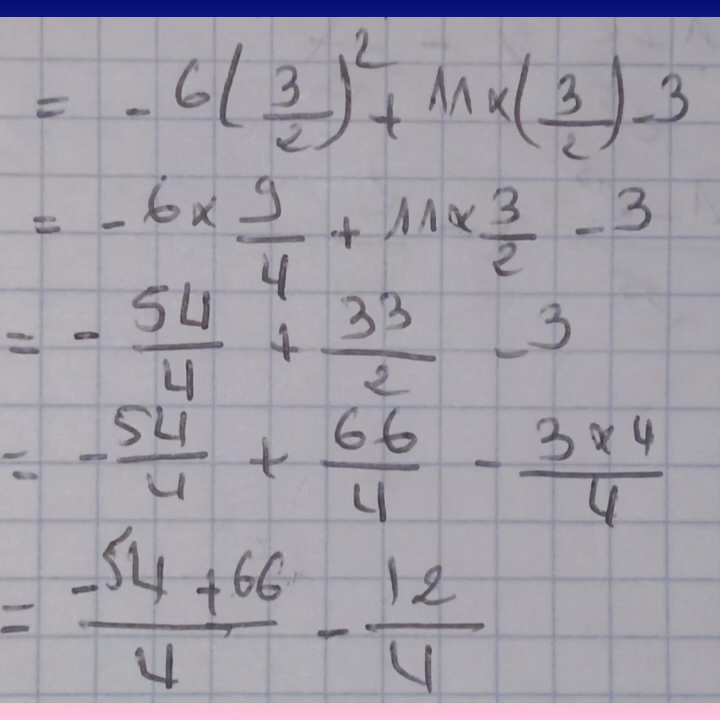 = -6(3/2)² + 11×(3/2) - 3
= -6 × 9/4 + 11×3/2 - 3
= - 54/4 + 33/2 - 3
= - 54/4 + 66/4 - 3×4/4
= -54+66/4 - 12/4